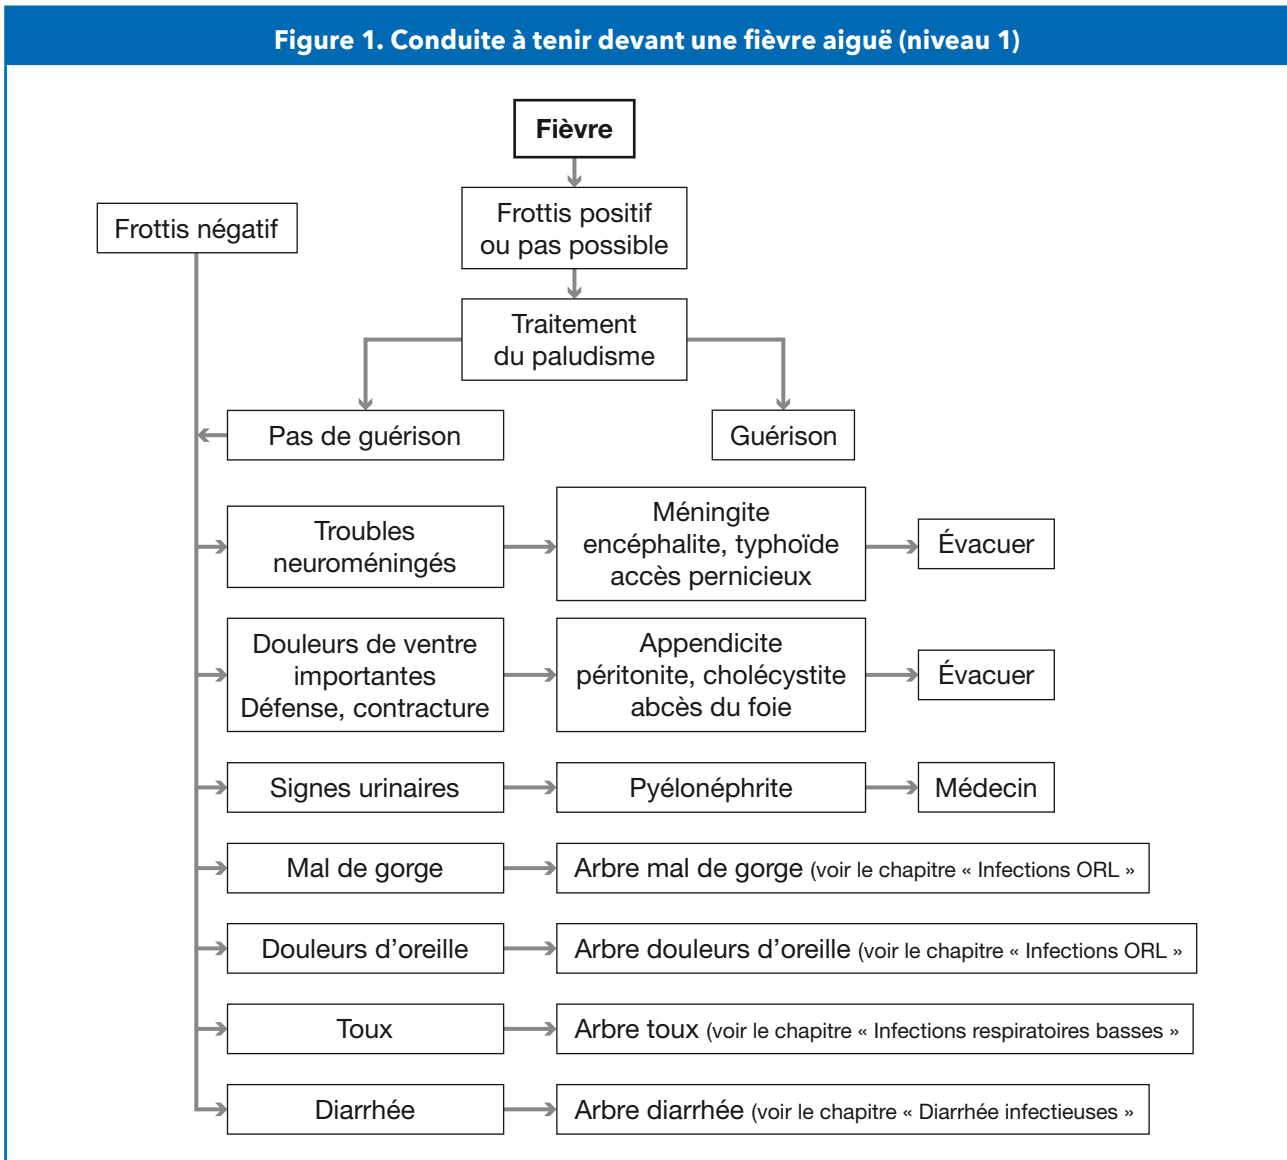 Figure 1. Conduite à tenir devant une fièvre aiguë (niveau 1)
Fièvre
Frottis négatif
Frottis positif
ou pas possible
Traitement
du paludisme
Pas de guérison
Guérison
Troubles
neuroméningés
Méningite
encéphalite, typhoïde
accès pernicieux
Évacuer
Douleurs de ventre
importantes
Défense, contracture
Appendicite
péritonite, cholécystite
abcès du foie
Évacuer
Signes urinaires
Pyélonéphrite
Médecin
Mal de gorge
Arbre mal de gorge (voir le chapitre « Infections ORL »
Douleurs d'oreille
Arbre douleurs d'oreille (voir le chapitre « Infections ORL »
Toux
Arbre toux (voir le chapitre « Infections respiratoires basses »
Diarrhée
Arbre diarrhée (voir le chapitre « Diarrhée infectieuses »